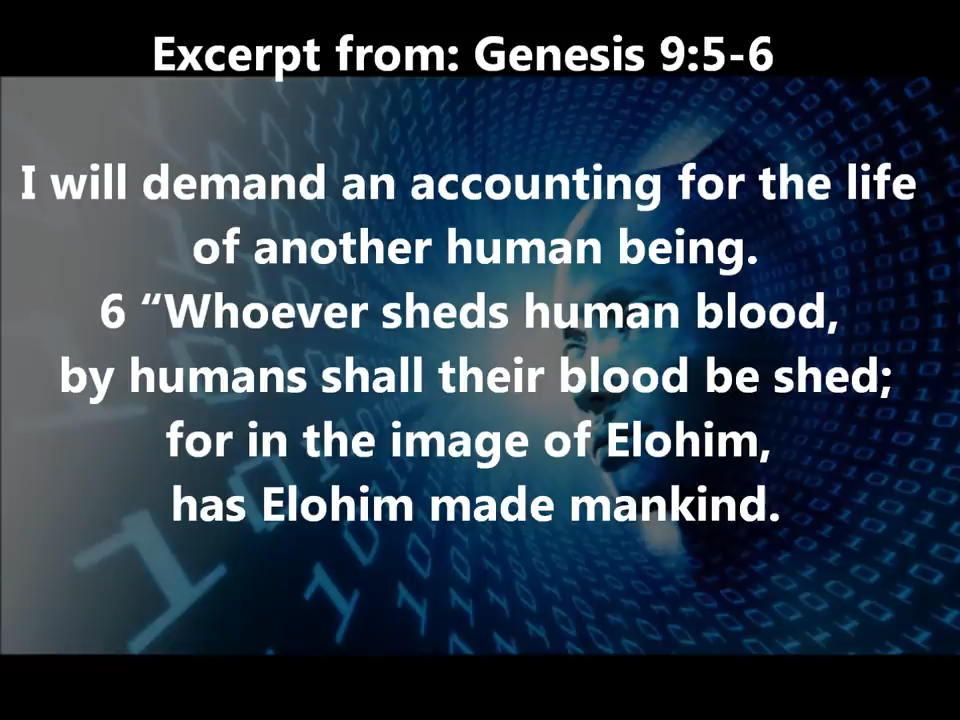 Excerpt from: Genesis 9:5-6
I will demand an accounting for the life
of another human being.
6 “Whoever sheds human blood,
by humans shall their blood be shed;
for in the image of Elohim,
has Elohim made mankind.